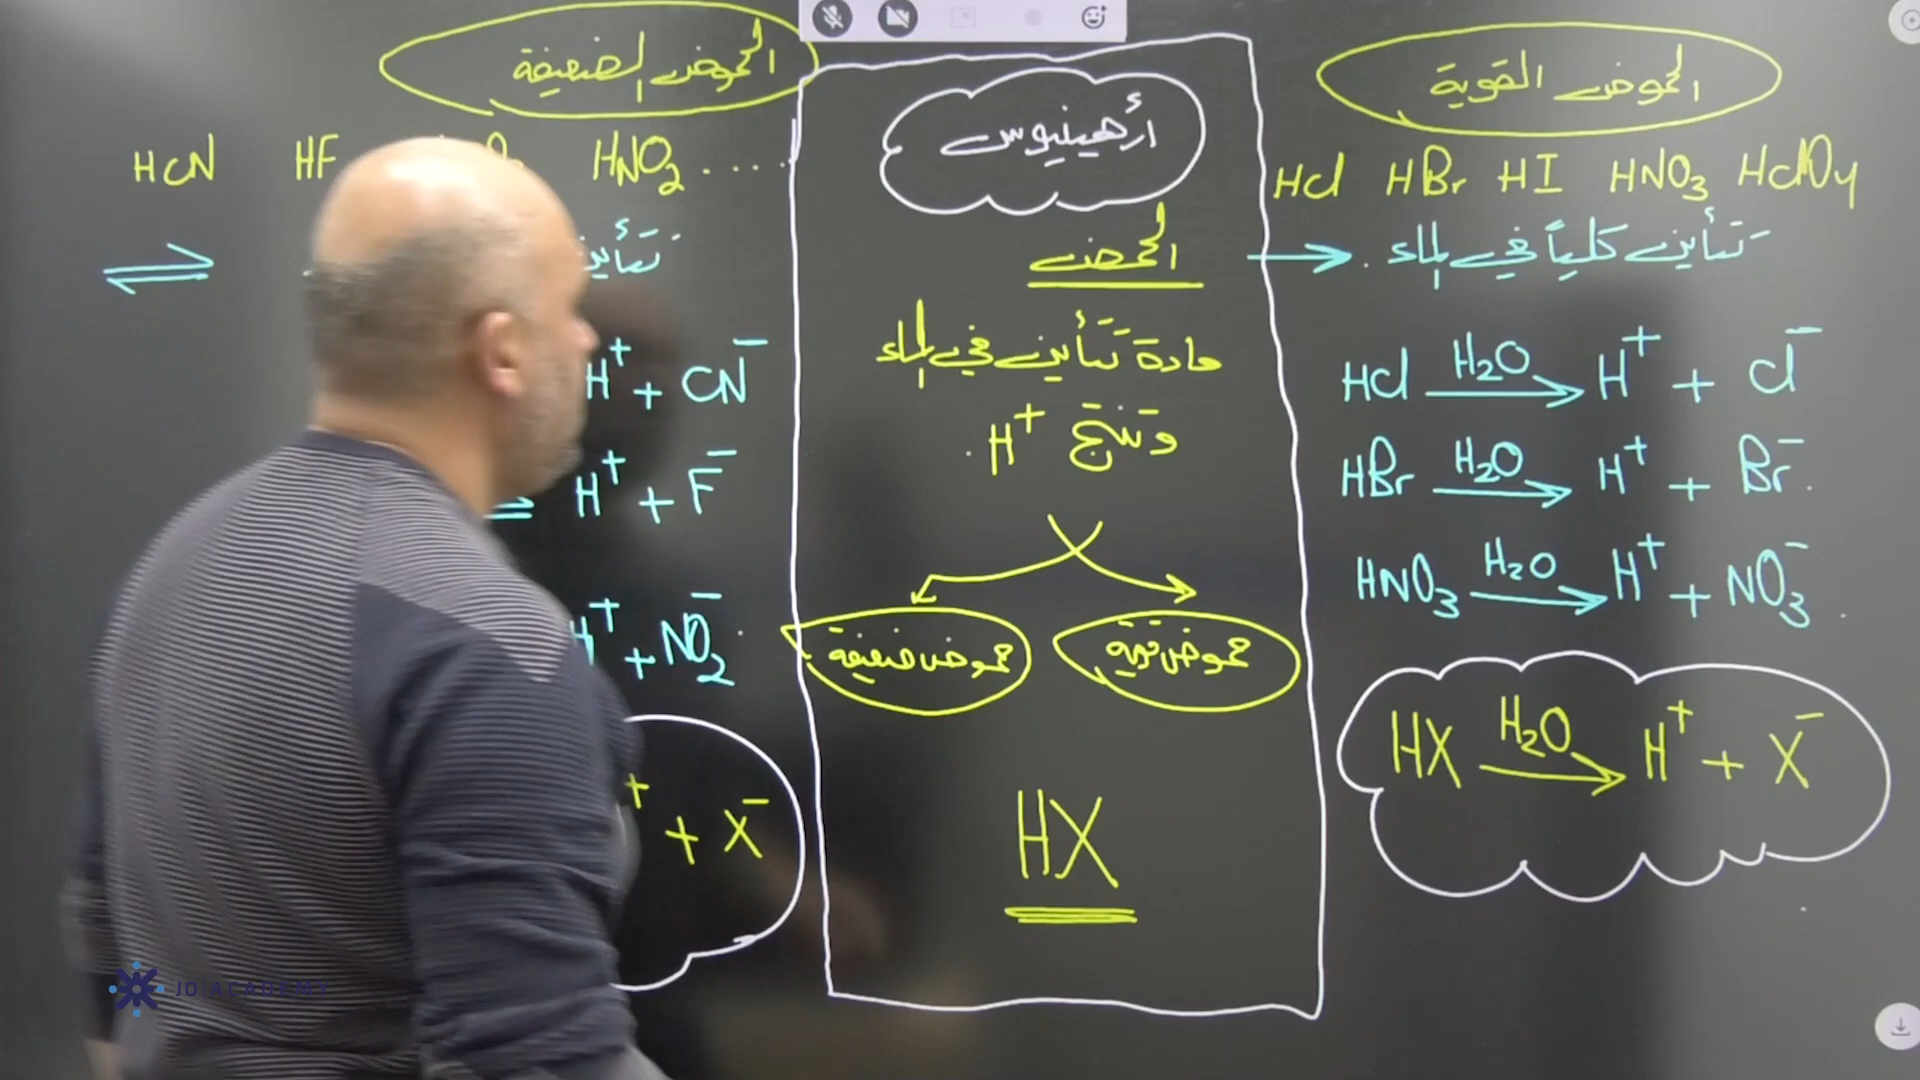 الحموض القوية
HCl HBr HI HNO3 HClO4
→ تتأين كلياً في الماء
HCl —H2O→ H+ + Cl-
HBr —H2O→ H+ + Br-
HNO3 —H2O→ H+ + NO3-
HX —H2O→ H+ + X-
أرهينيوس
الحمض
مادة تتأين في الماء
وتنتج H+
حموض قوية
حموض ضعيفة
HX
الحموض الضعيفة
HCN HF HNO2 ....
⇌ تتأين
H+ + CN-
⇌ H+ + F-
H+ + NO2-
+ + X-
JO ACADEMY